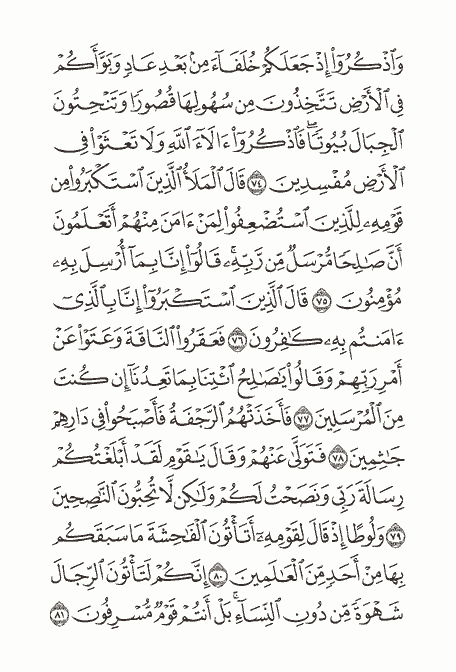 وَٱذۡكُرُوٓاْ إِذۡ جَعَلَكُمۡ خُلَفَآءَ مِنۢ بَعۡدِ عَادٖ وَبَوَّأَكُمۡ
فِي ٱلۡأَرۡضِ تَتَّخِذُونَ مِن سُهُولِهَا قُصُورٗا وَتَنۡحِتُونَ
ٱلۡجِبَالَ بُيُوتٗاۖ فَٱذۡكُرُوٓاْ ءَالَآءَ ٱللَّهِ وَلَا تَعۡثَوۡاْ فِي
ٱلۡأَرۡضِ مُفۡسِدِينَ ٧٤ قَالَ ٱلۡمَلَأُ ٱلَّذِينَ ٱسۡتَكۡبَرُواْ مِن
قَوۡمِهِۦ لِلَّذِينَ ٱسۡتُضۡعِفُواْ لِمَنۡ ءَامَنَ مِنۡهُمۡ أَتَعۡلَمُونَ
أَنَّ صَٰلِحٗا مُّرۡسَلٞ مِّن رَّبِّهِۦۚ قَالُوٓاْ إِنَّا بِمَآ أُرۡسِلَ بِهِۦ
مُؤۡمِنُونَ ٧٥ قَالَ ٱلَّذِينَ ٱسۡتَكۡبَرُوٓاْ إِنَّا بِٱلَّذِيٓ
ءَامَنتُم بِهِۦ كَٰفِرُونَ ٧٦ فَعَقَرُواْ ٱلنَّاقَةَ وَعَتَوۡاْ عَنۡ
أَمۡرِ رَبِّهِمۡ وَقَالُواْ يَٰصَٰلِحُ ٱئۡتِنَا بِمَا تَعِدُنَآ إِن كُنتَ
مِنَ ٱلۡمُرۡسَلِينَ ٧٧ فَأَخَذَتۡهُمُ ٱلرَّجۡفَةُ فَأَصۡبَحُواْ فِي دَارِهِمۡ
جَٰثِمِينَ ٧٨ فَتَوَلَّىٰ عَنۡهُمۡ وَقَالَ يَٰقَوۡمِ لَقَدۡ أَبۡلَغۡتُكُمۡ
رِسَالَةَ رَبِّي وَنَصَحۡتُ لَكُمۡ وَلَٰكِن لَّا تُحِبُّونَ ٱلنَّٰصِحِينَ
٧٩ وَلُوطًا إِذۡ قَالَ لِقَوۡمِهِۦٓ أَتَأۡتُونَ ٱلۡفَٰحِشَةَ مَا سَبَقَكُم
بِهَا مِنۡ أَحَدٖ مِّنَ ٱلۡعَٰلَمِينَ ٨٠ إِنَّكُمۡ لَتَأۡتُونَ ٱلرِّجَالَ
شَهۡوَةٗ مِّن دُونِ ٱلنِّسَآءِۚ بَلۡ أَنتُمۡ قَوۡمٞ مُّسۡرِفُونَ ٨١